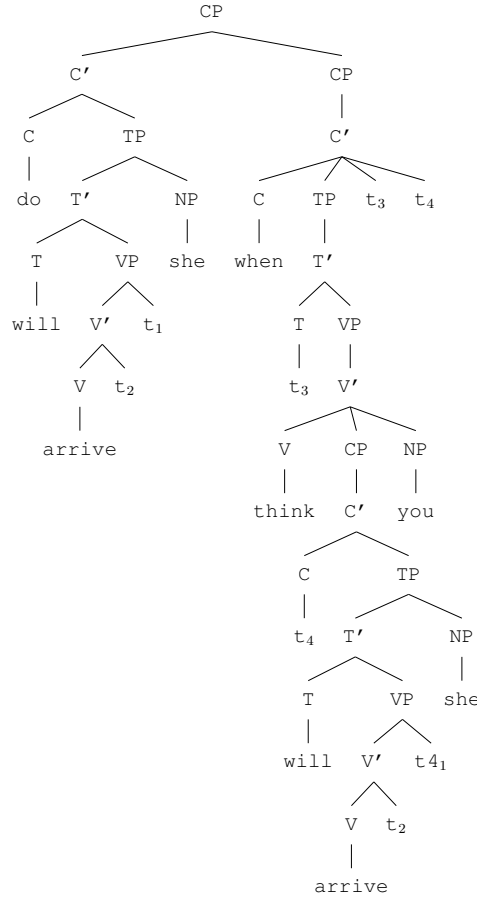 CP
C′ CP
C TP C′
do T′ NP C TP t₃ t₄
T VP she when T′
will V′ t₁ T VP
V t₂ t₃ V′
arrive V CP NP
think C′ you
C TP
t₄ T′ NP
T VP she
will V′ t4₁
V t₂
arrive